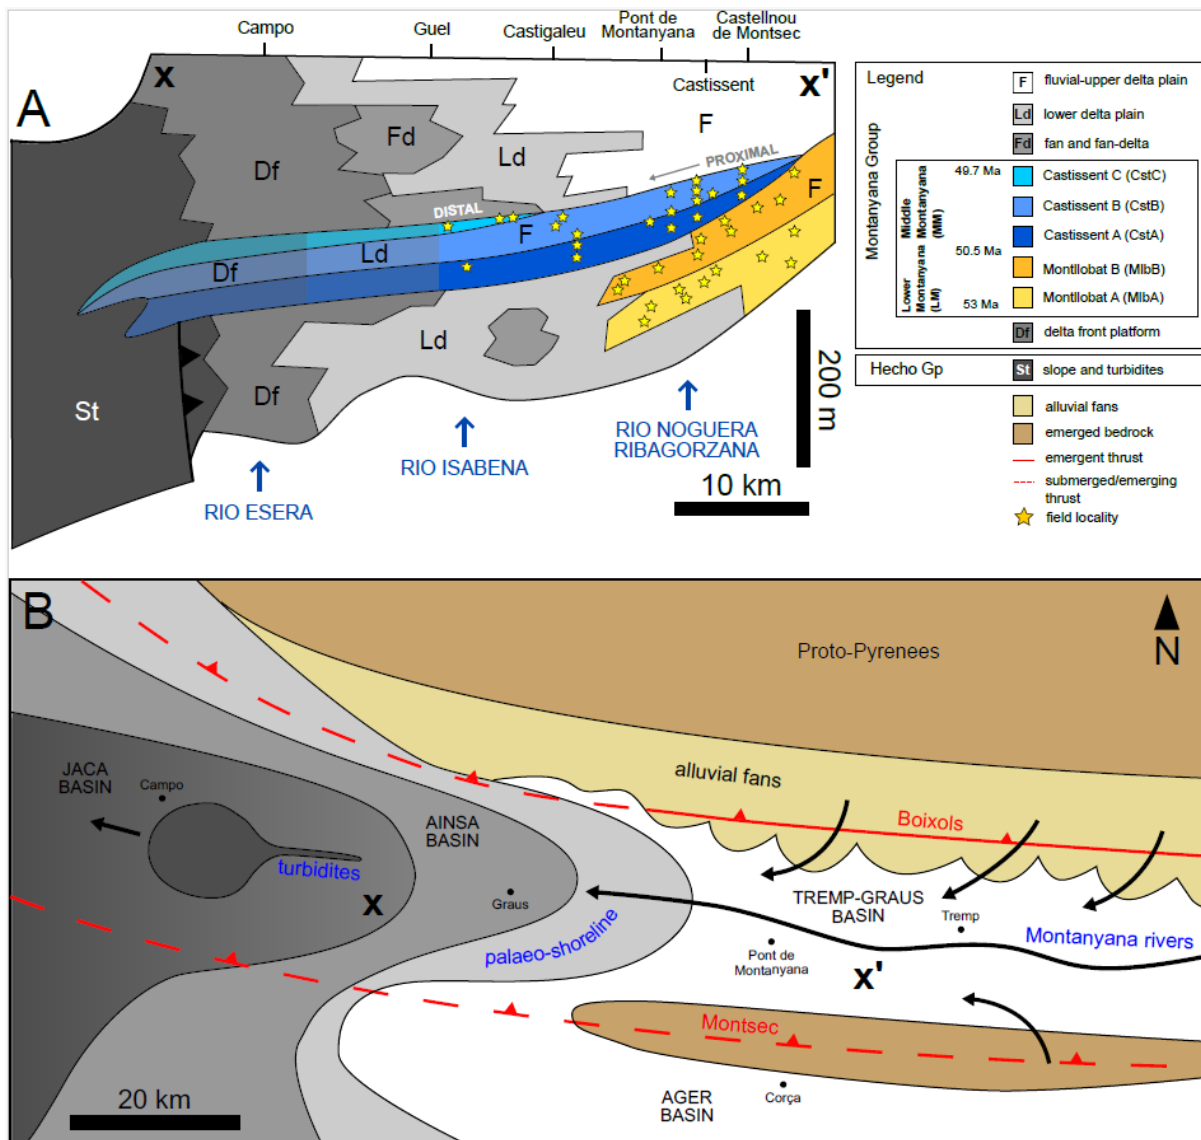 Campo
Guel
Castigaleu
Pont de
Montanyana
Castellnou
de Montsec
A
x
x'
Castissent
F
Fd
Df
Ld
PROXIMAL
F
DISTAL
F
Ld
Df
Ld
Df
St
RIO ESERA
RIO ISABENA
RIO NOGUERA
RIBAGORZANA
200 m
10 km
Legend
Montanyana Group
F fluvial-upper delta plain
Ld lower delta plain
Fd fan and fan-delta
Middle
Montanyana
(MM)
Lower
Montanyana
(LM)
49.7 Ma
50.5 Ma
53 Ma
Castissent C (CstC)
Castissent B (CstB)
Castissent A (CstA)
Montllobat B (MlbB)
Montllobat A (MlbA)
Df delta front platform
Hecho Gp
St slope and turbidites
alluvial fans
emerged bedrock
emergent thrust
submerged/emerging
thrust
field locality
B
N
Proto-Pyrenees
alluvial fans
Boixols
JACA
BASIN
Campo
AINSA
BASIN
turbidites
x
Graus
palaeo-shoreline
TREMP-GRAUS
BASIN
Tremp
Montanyana rivers
Pont de
Montanyana
x'
Montsec
AGER
BASIN
Corça
20 km